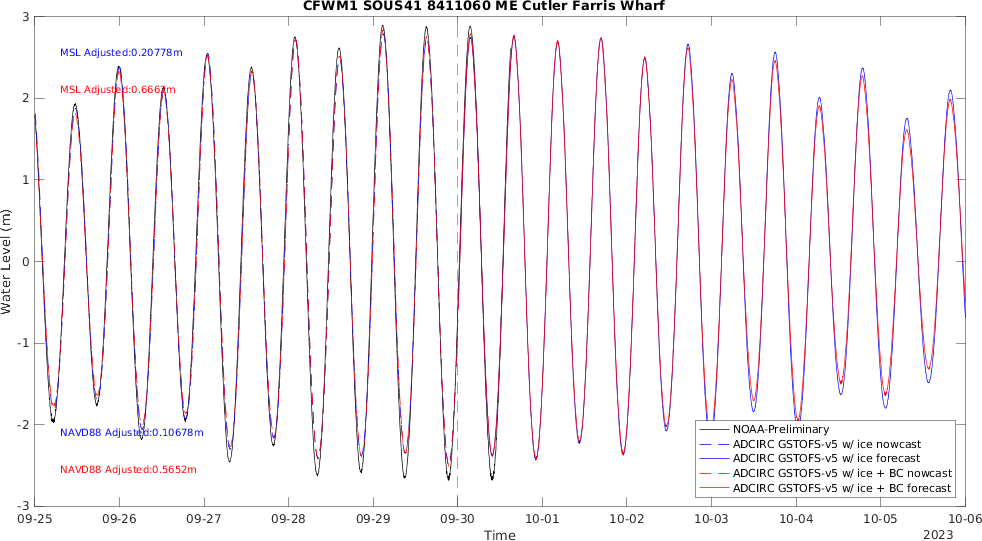 CFWM1 SOUS41 8411060 ME Cutler Farris Wharf
3
2
1
0
-1
-2
-3
Water Level (m)
MSL Adjusted:0.20778m
MSL Adjusted:0.6662m
NAVD88 Adjusted:0.10678m
NAVD88 Adjusted:0.5652m
NOAA-Preliminary
ADCIRC GSTOFS-v5 w/ ice nowcast
ADCIRC GSTOFS-v5 w/ ice forecast
ADCIRC GSTOFS-v5 w/ ice + BC nowcast
ADCIRC GSTOFS-v5 w/ ice + BC forecast
09-25 09-26 09-27 09-28 09-29 09-30 10-01 10-02 10-03 10-04 10-05 10-06
Time
2023